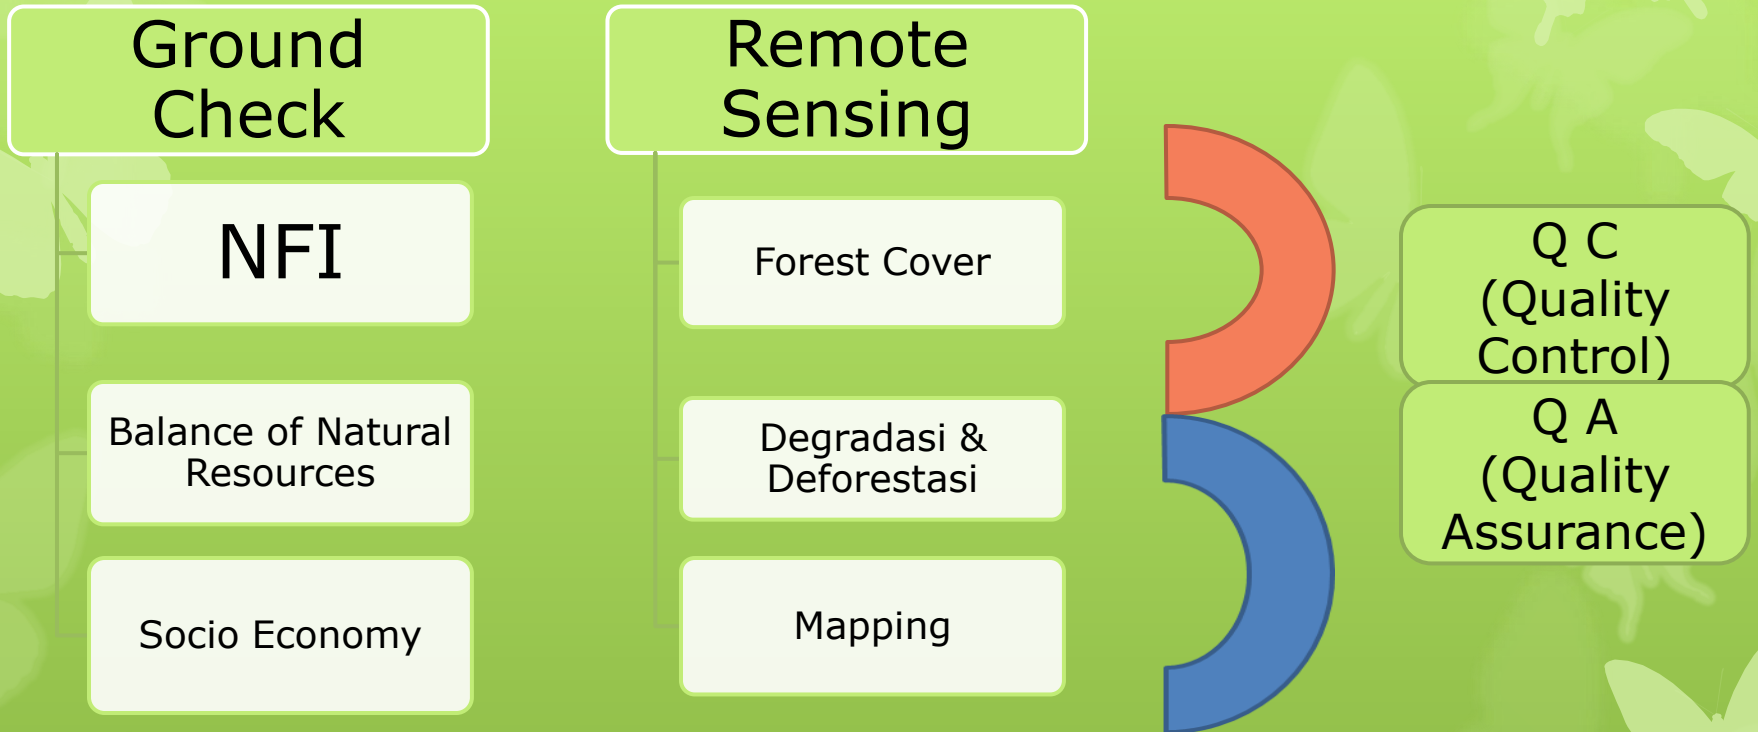 Ground
Check
NFI
Balance of Natural
Resources
Socio Economy
Remote
Sensing
Forest Cover
Degradasi &
Deforestasi
Mapping
Q C
(Quality
Control)
Q A
(Quality
Assurance)